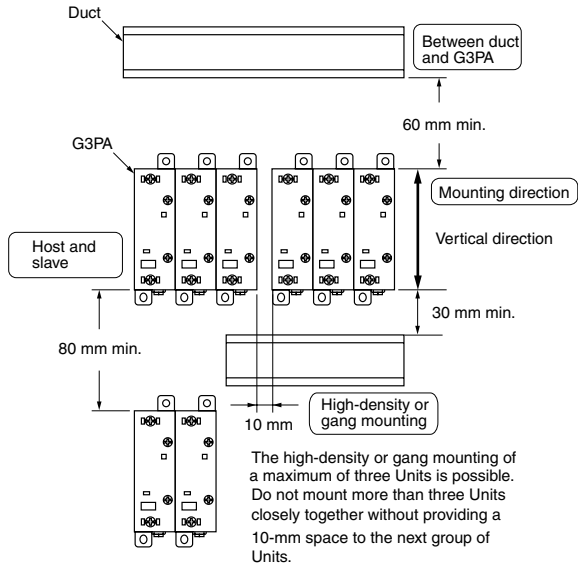 Duct
Between duct
and G3PA
60 mm min.
G3PA
Mounting direction
Host and
slave
Vertical direction
30 mm min.
80 mm min.
High-density or
gang mounting
10 mm
The high-density or gang mounting of
a maximum of three Units is possible.
Do not mount more than three Units
closely together without providing a
10-mm space to the next group of
Units.